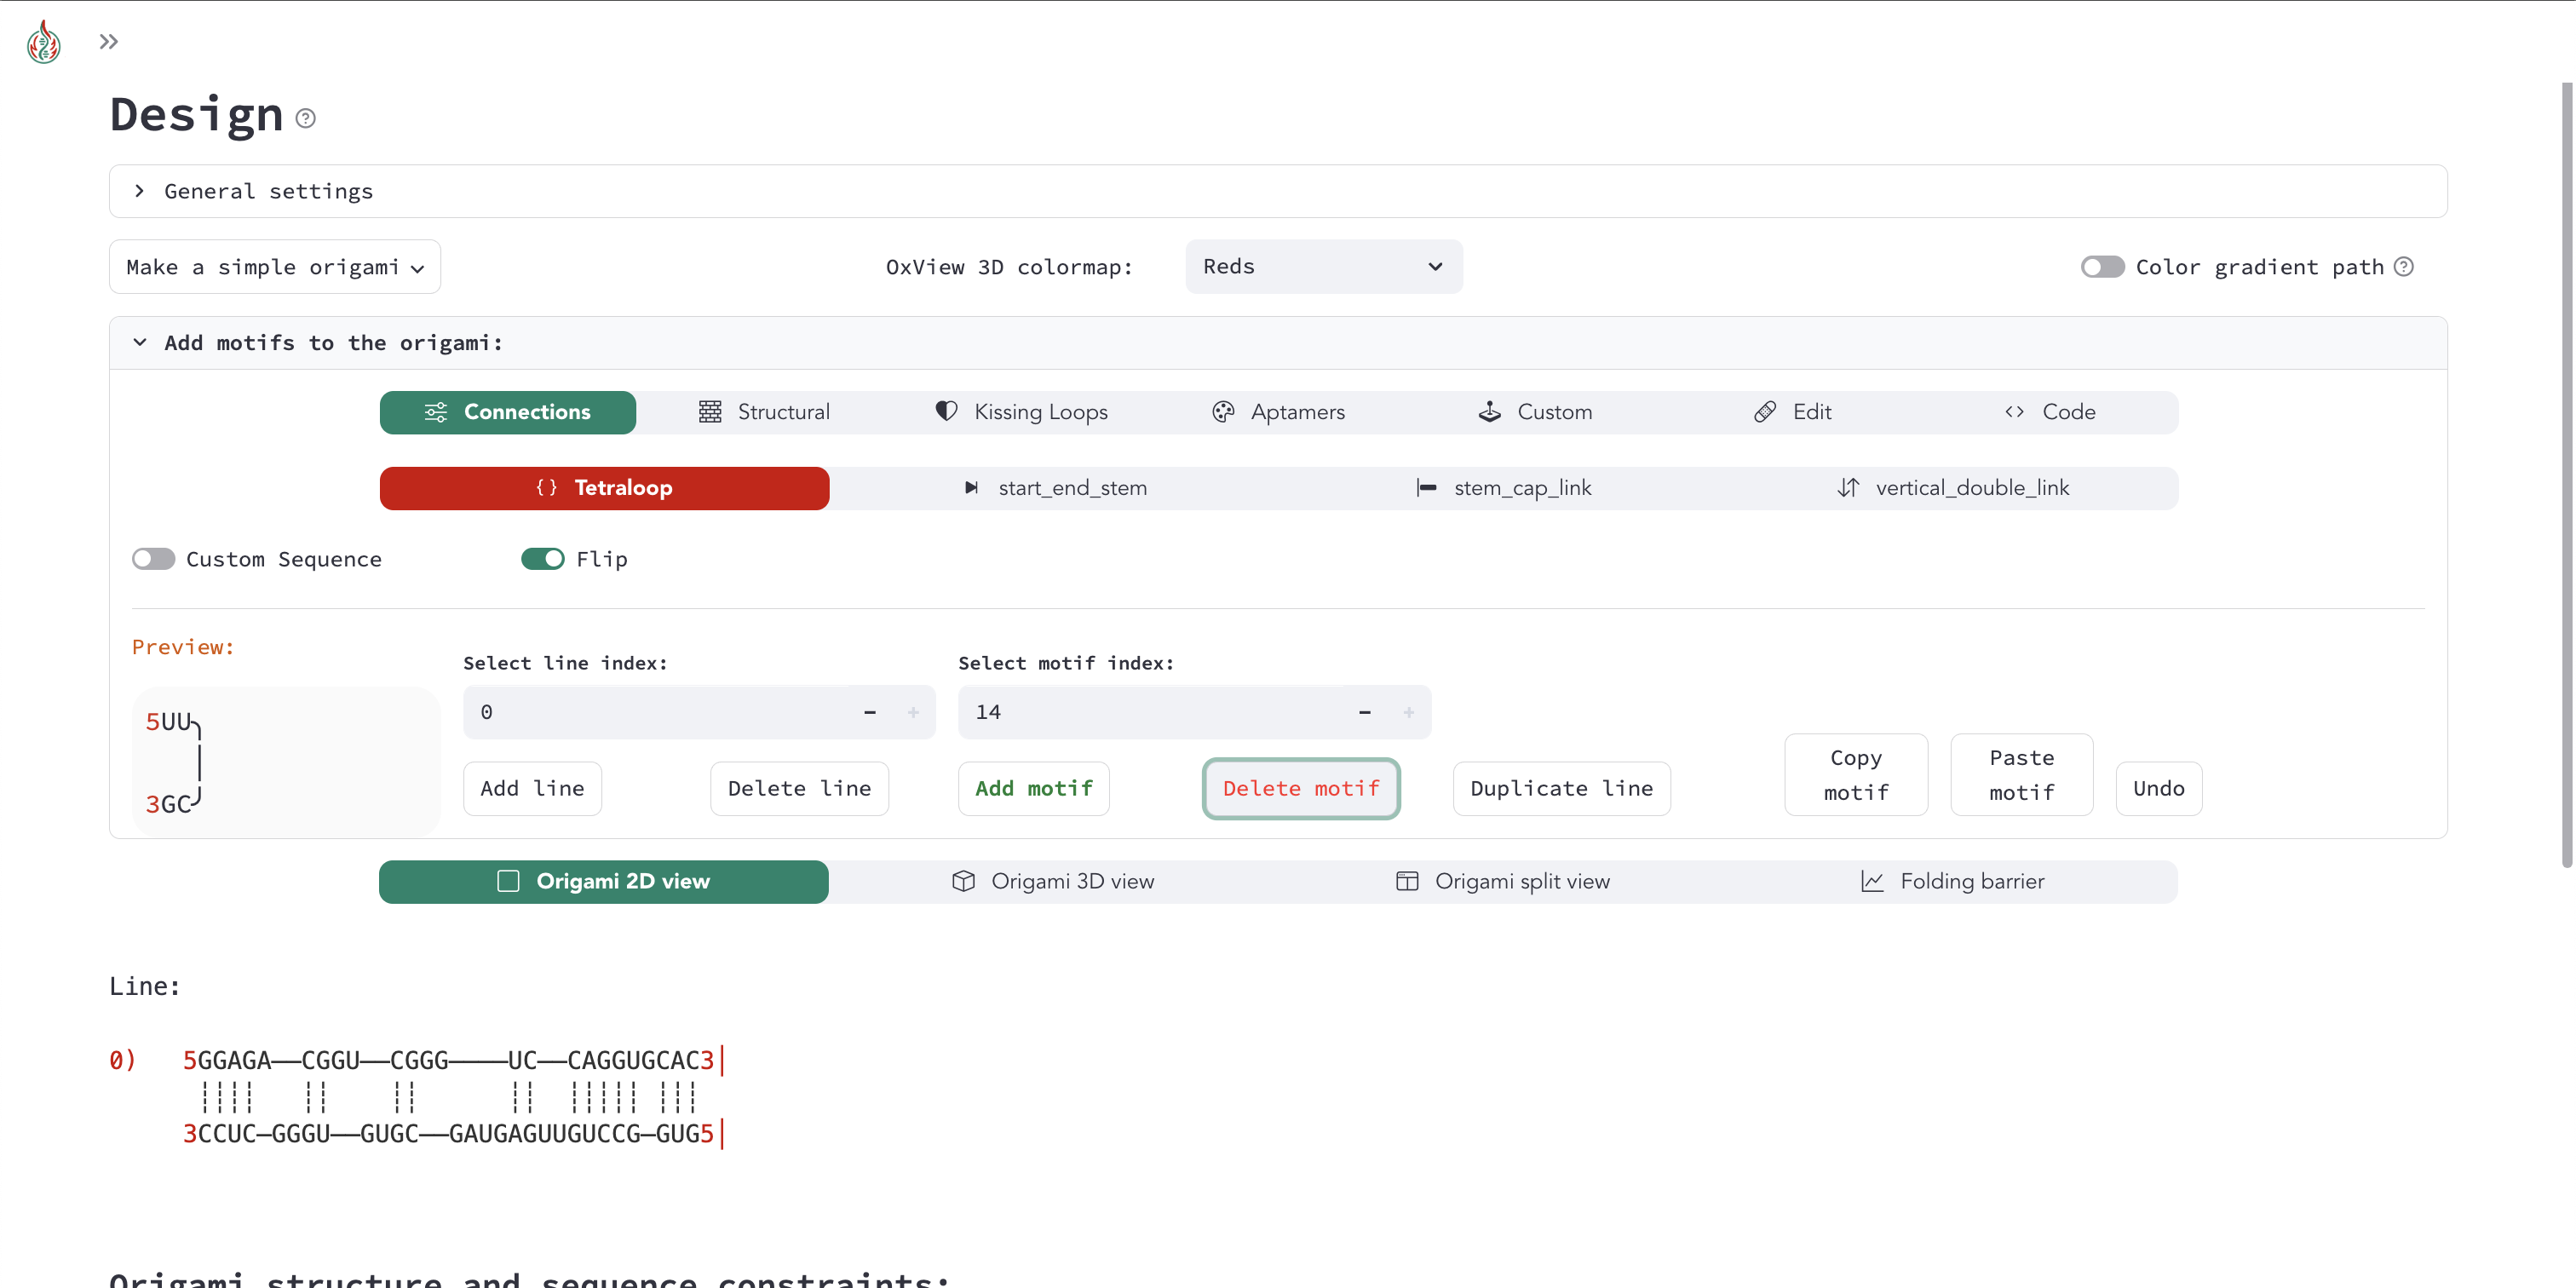 Design
General settings
Make a simple origami
OxView 3D colormap:
Reds
Color gradient path
Add motifs to the origami:
Connections
Structural
Kissing Loops
Aptamers
Custom
Edit
Code
Tetraloop
start_end_stem
stem_cap_link
vertical_double_link
Custom Sequence
Flip
Preview:
Select line index:
Select motif index:
5UU╮
│
3GC╯
0
14
Add line
Delete line
Add motif
Delete motif
Duplicate line
Copy motif
Paste motif
Undo
Origami 2D view
Origami 3D view
Origami split view
Folding barrier
Line:
0) 5GGAGA──CGGU──CGGG────UC──CAGGUGCAC3│
┊┊┊┊   ┊┊    ┊┊      ┊┊  ┊┊┊┊┊ ┊┊┊
3CCUC─GGGU──GUGC──GAUGAGUUGUCCG─GUG5│
Origami structure and sequence constraints: